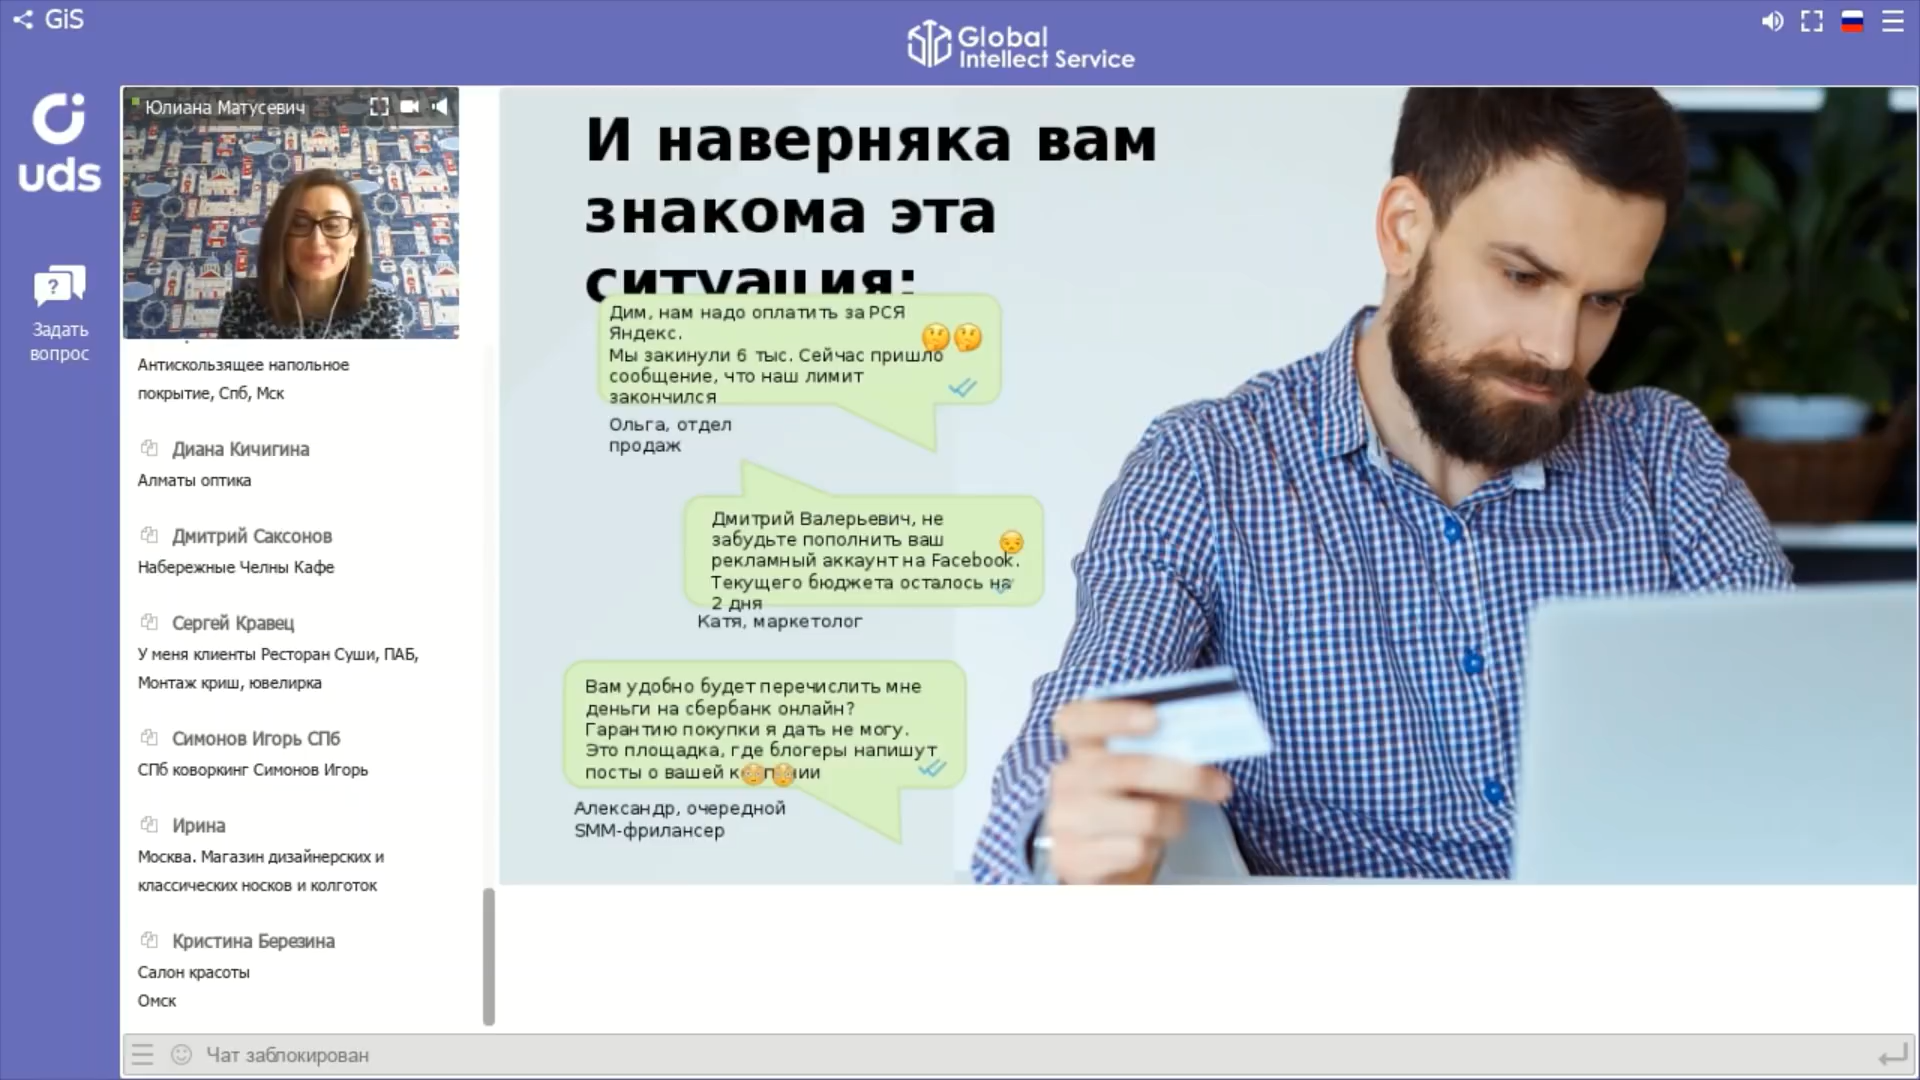 GiS
Global
Intellect Service
uds
Задать
вопрос
Юлиана Матусевич
Антискользящее напольное
покрытие, Спб, Мск
Диана Кичигина
Алматы оптика
Дмитрий Саксонов
Набережные Челны Кафе
Сергей Кравец
У меня клиенты Ресторан Суши, ПАБ,
Монтаж криш, ювелирка
Симонов Игорь СПб
СПб коворкинг Симонов Игорь
Ирина
Москва. Магазин дизайнерских и
классических носков и колготок
Кристина Березина
Салон красоты
Омск
Чат заблокирован
И наверняка вам
знакома эта
ситуация:
Дим, нам надо оплатить за РСЯ
Яндекс.
Мы закинули 6 тыс. Сейчас пришло
сообщение, что наш лимит
закончился
Ольга, отдел
продаж
Дмитрий Валерьевич, не
забудьте пополнить ваш
рекламный аккаунт на Facebook.
Текущего бюджета осталось на
2 дня
Катя, маркетолог
Вам удобно будет перечислить мне
деньги на сбербанк онлайн?
Гарантию покупки я дать не могу.
Это площадка, где блогеры напишут
посты о вашей компании
Александр, очередной
SMM-фрилансер